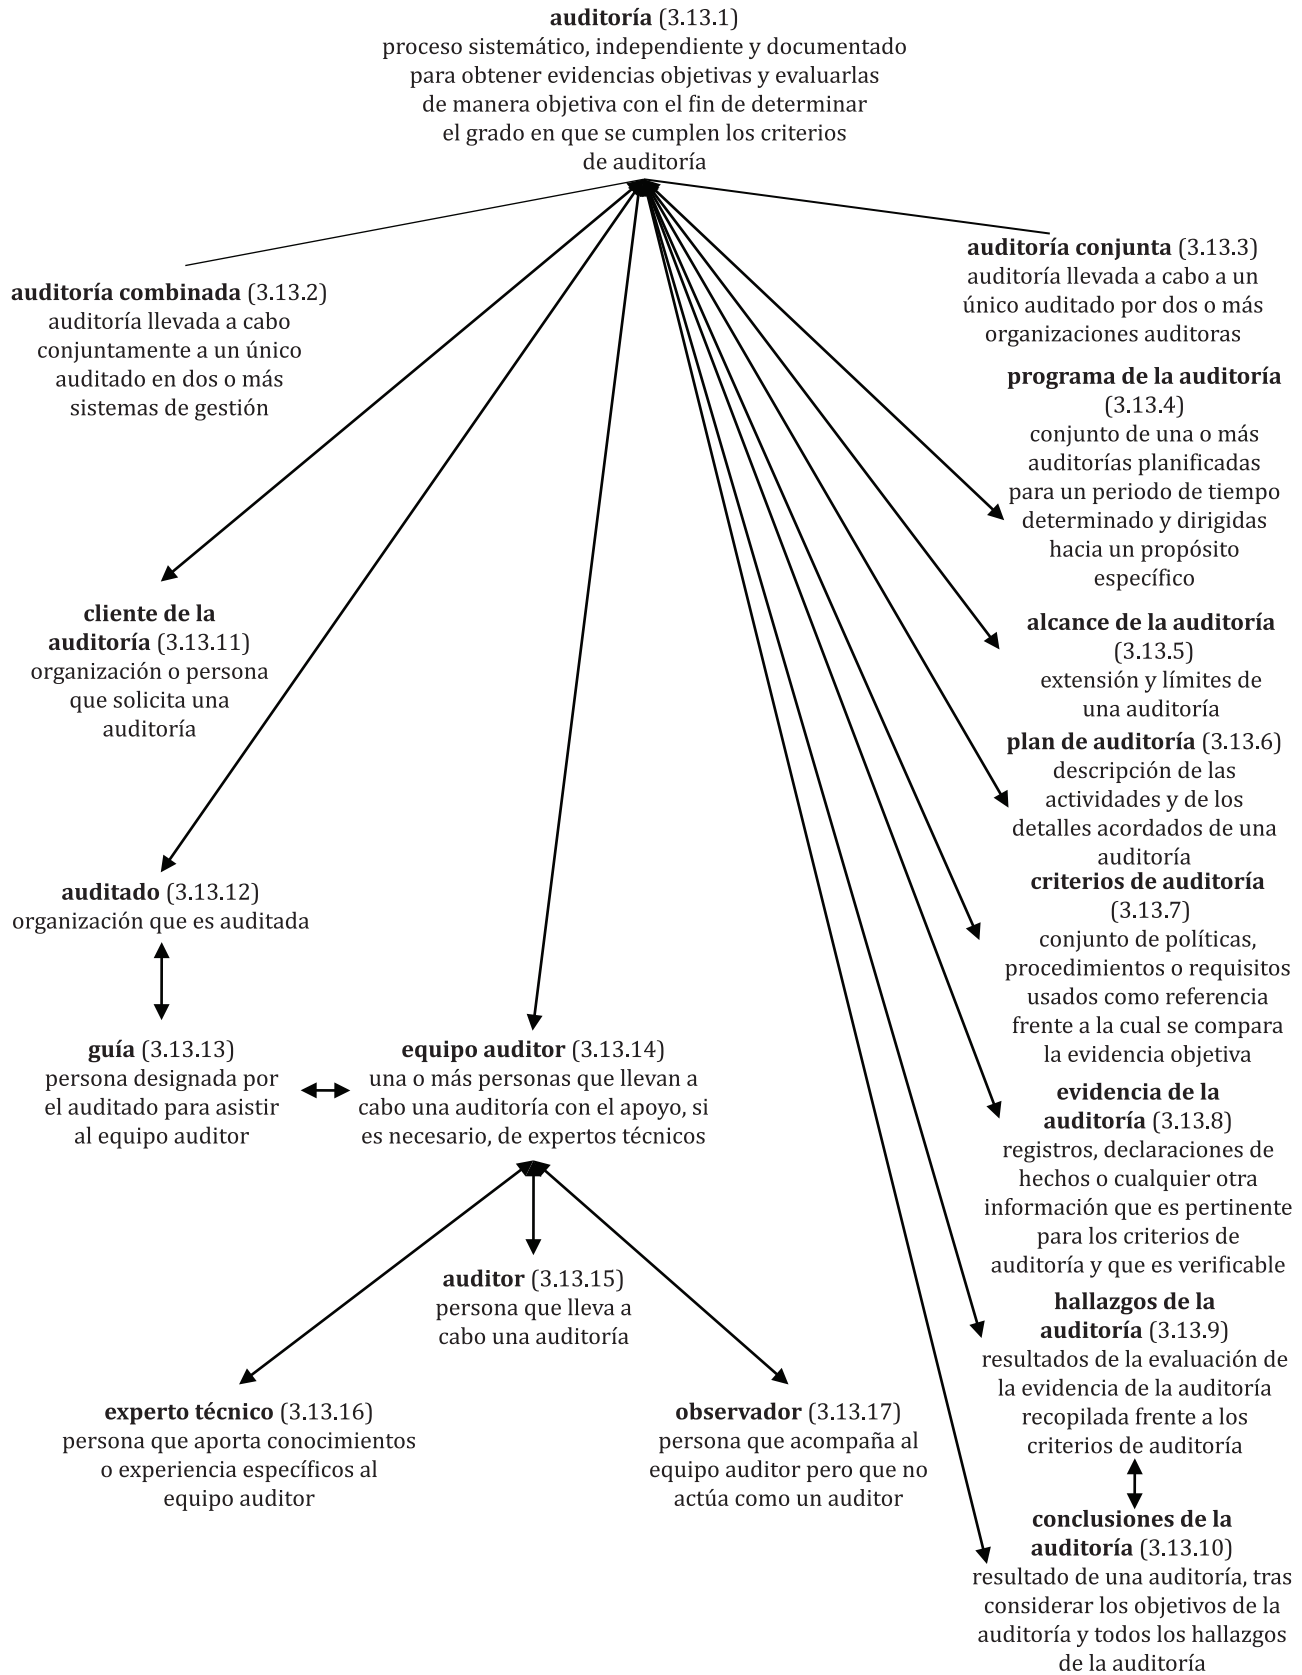 auditoría (3.13.1)
proceso sistemático, independiente y documentado
para obtener evidencias objetivas y evaluarlas
de manera objetiva con el fin de determinar
el grado en que se cumplen los criterios
de auditoría
auditoría combinada (3.13.2)
auditoría llevada a cabo
conjuntamente a un único
auditado en dos o más
sistemas de gestión
auditoría conjunta (3.13.3)
auditoría llevada a cabo a un
único auditado por dos o más
organizaciones auditoras
programa de la auditoría
(3.13.4)
conjunto de una o más
auditorías planificadas
para un periodo de tiempo
determinado y dirigidas
hacia un propósito
específico
cliente de la
auditoría (3.13.11)
organización o persona
que solicita una
auditoría
alcance de la auditoría
(3.13.5)
extensión y límites de
una auditoría
plan de auditoría (3.13.6)
descripción de las
actividades y de los
detalles acordados de una
auditoría
auditado (3.13.12)
organización que es auditada
criterios de auditoría
(3.13.7)
conjunto de políticas,
procedimientos o requisitos
usados como referencia
frente a la cual se compara
la evidencia objetiva
guía (3.13.13)
persona designada por
el auditado para asistir
al equipo auditor
equipo auditor (3.13.14)
una o más personas que llevan a
cabo una auditoría con el apoyo, si
es necesario, de expertos técnicos
evidencia de la
auditoría (3.13.8)
registros, declaraciones de
hechos o cualquier otra
información que es pertinente
para los criterios de
auditoría y que es verificable
auditor (3.13.15)
persona que lleva a
cabo una auditoría
hallazgos de la
auditoría (3.13.9)
resultados de la evaluación de
la evidencia de la auditoría
recopilada frente a los
criterios de auditoría
experto técnico (3.13.16)
persona que aporta conocimientos
o experiencia específicos al
equipo auditor
observador (3.13.17)
persona que acompaña al
equipo auditor pero que no
actúa como un auditor
conclusiones de la
auditoría (3.13.10)
resultado de una auditoría, tras
considerar los objetivos de la
auditoría y todos los hallazgos
de la auditoría